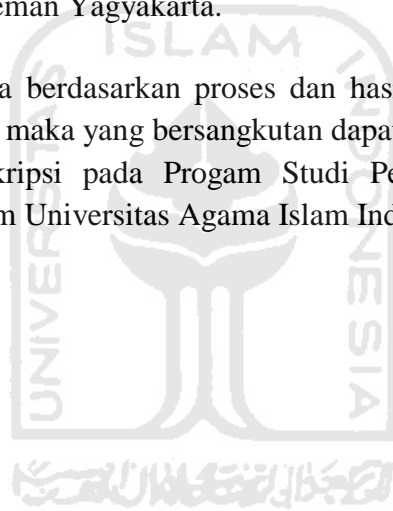 eman Yagyakarta.
ISLAM
a berdasarkan proses dan has
maka yang bersangkutan dapat
kripsi pada Progam Studi Pe
m Universitas Agama Islam Ind
UNIVERSITAS
INDONESIA